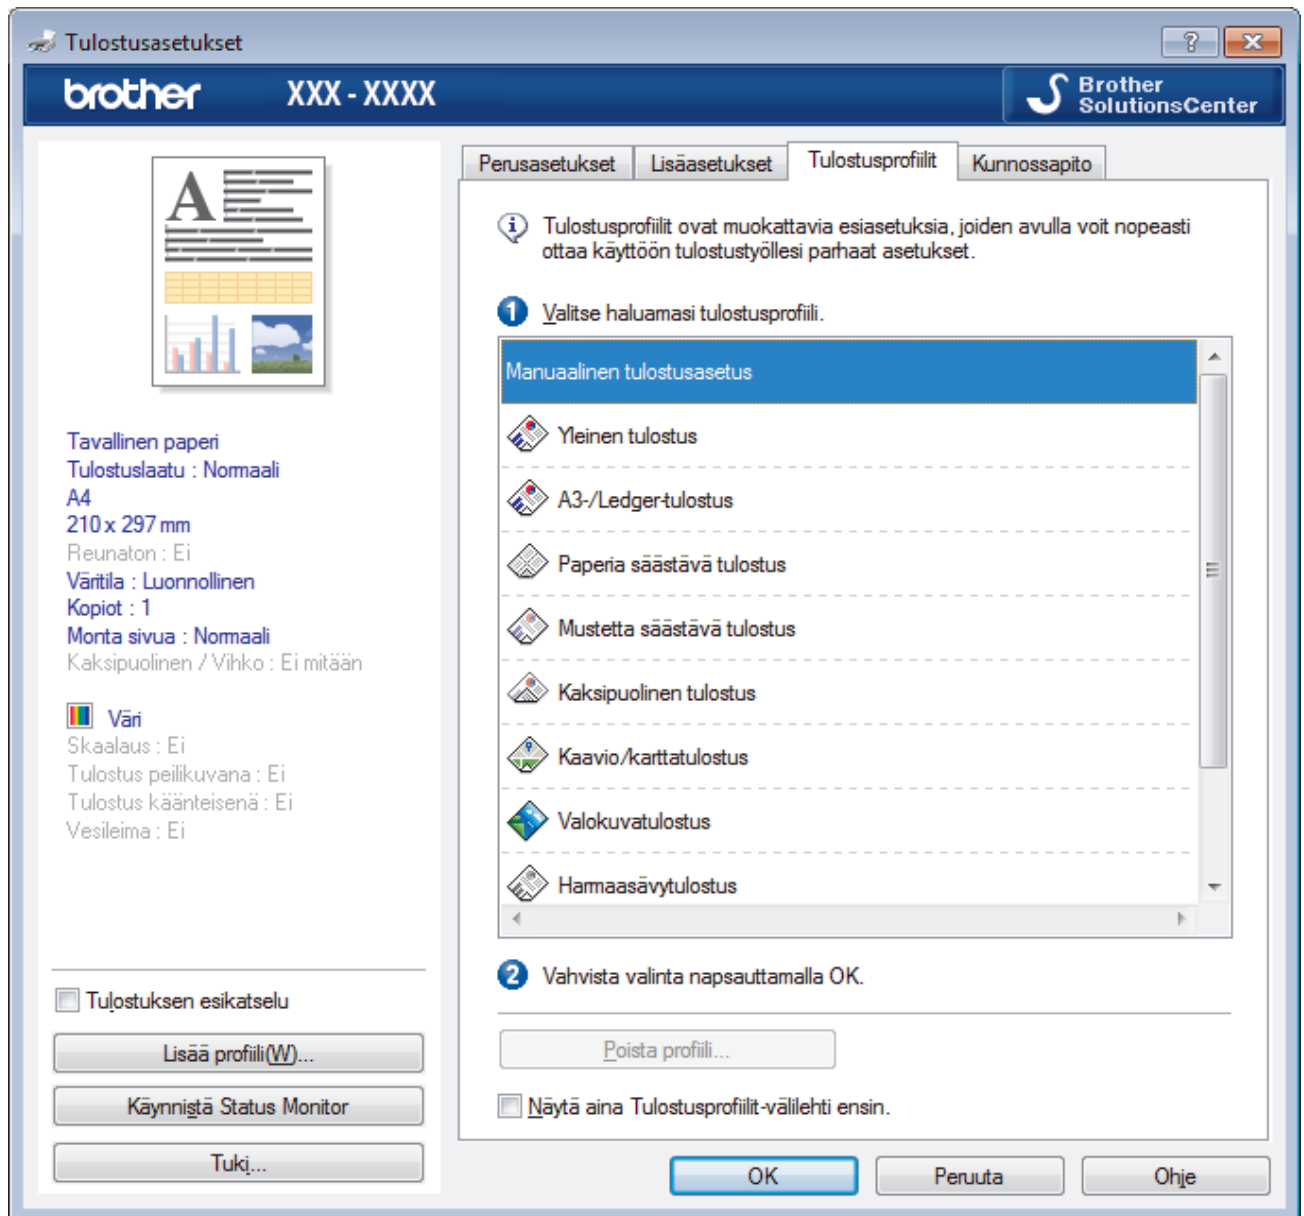 Tulostusasetukset
brother XXX - XXXX
Brother
SolutionsCenter
A
Tavallinen paperi
Tulostuslaatu : Normaali
A4
210 x 297 mm
Reunaton : Ei
Väritila : Luonnollinen
Kopiot : 1
Monta sivua : Normaali
Kaksipuolinen / Vihko : Ei mitään
Väri
Skaalaus : Ei
Tulostus peilikuvana : Ei
Tulostus käänteisenä : Ei
Vesileima : Ei
Tulostuksen esikatselu
Lisää profiili(W)...
Käynnistä Status Monitor
Tuki...
Perusasetukset Lisäasetukset Tulostusprofiilit Kunnossapito
Tulostusprofiilit ovat muokattavia esiasetuksia, joiden avulla voit nopeasti
ottaa käyttöön tulostustyöllesi parhaat asetukset.
1 Valitse haluamasi tulostusprofiili.
Manuaalinen tulostusasetus
Yleinen tulostus
A3-/Ledger-tulostus
Paperia säästävä tulostus
Mustetta säästävä tulostus
Kaksipuolinen tulostus
Kaavio/karttatulostus
Valokuvatulostus
Harmaasävytulostus
2 Vahvista valinta napsauttamalla OK.
Poista profiili...
Näytä aina Tulostusprofiilit-välilehti ensin.
OK Peruuta Ohje